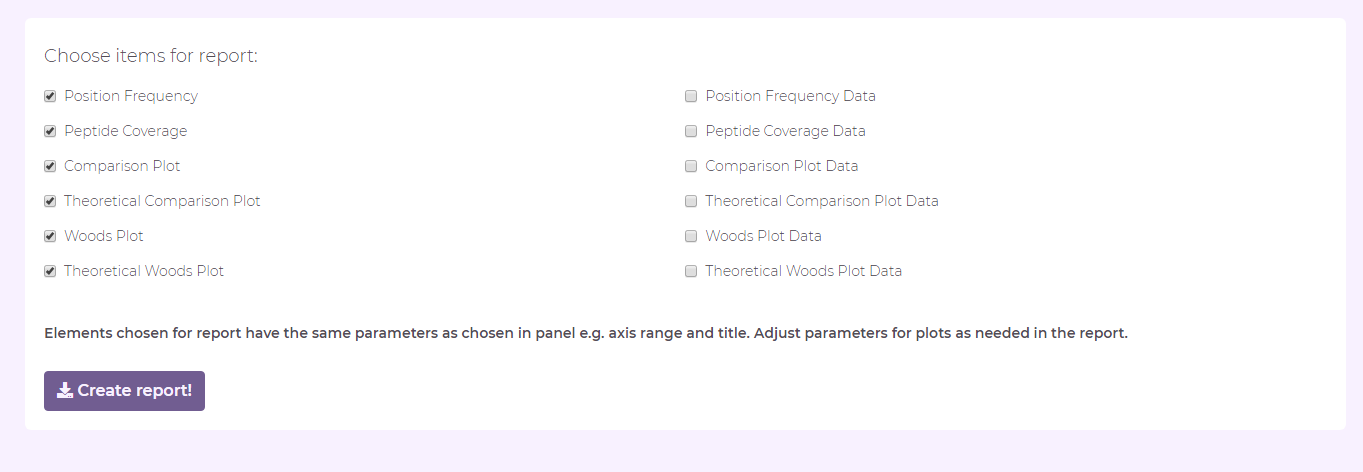 Choose items for report:
Position Frequency
Position Frequency Data
Peptide Coverage
Peptide Coverage Data
Comparison Plot
Comparison Plot Data
Theoretical Comparison Plot
Theoretical Comparison Plot Data
Woods Plot
Woods Plot Data
Theoretical Woods Plot
Theoretical Woods Plot Data
Elements chosen for report have the same parameters as chosen in panel e.g. axis range and title. Adjust parameters for plots as needed in the report.
Create report!